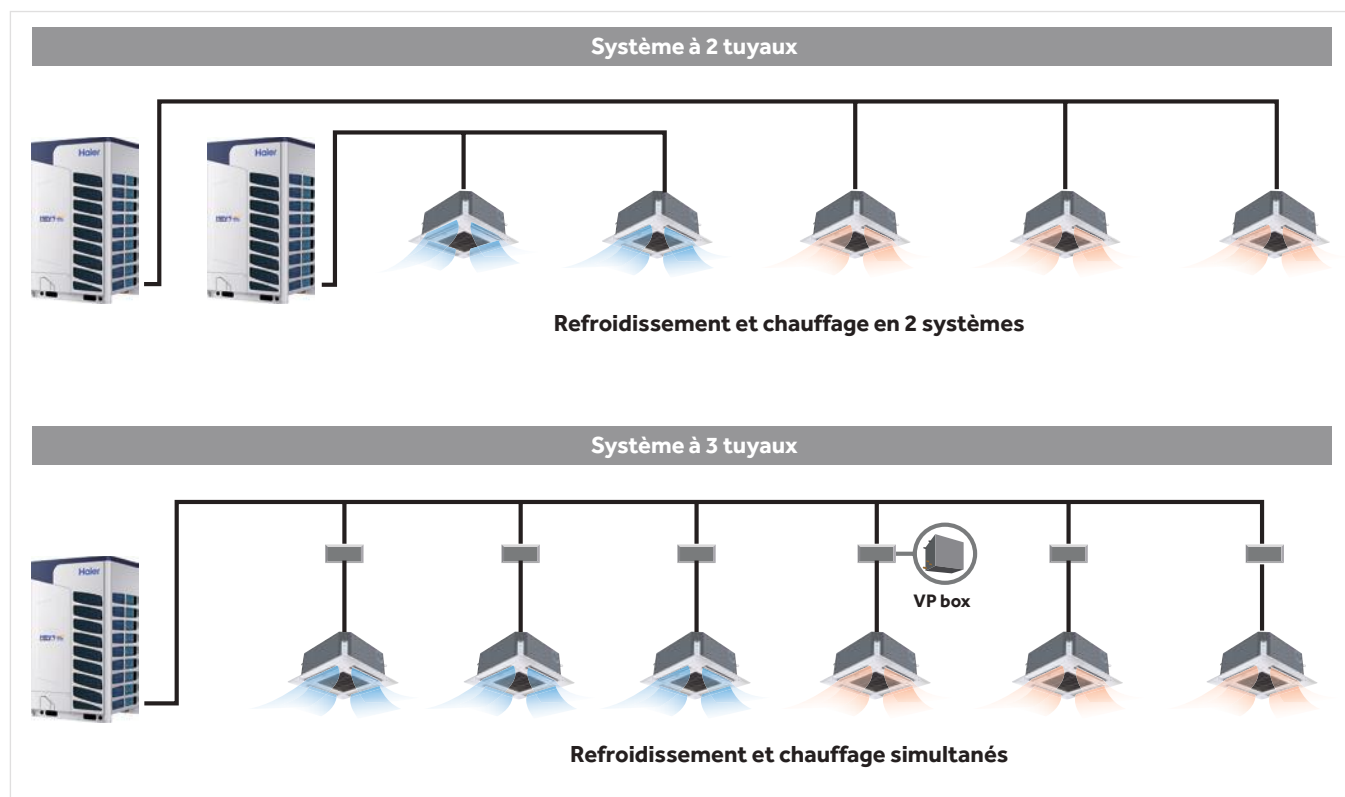 Système à 2 tuyaux
Haier
Haier
Refroidissement et chauffage en 2 systèmes
Système à 3 tuyaux
Haier
VP box
Refroidissement et chauffage simultanés